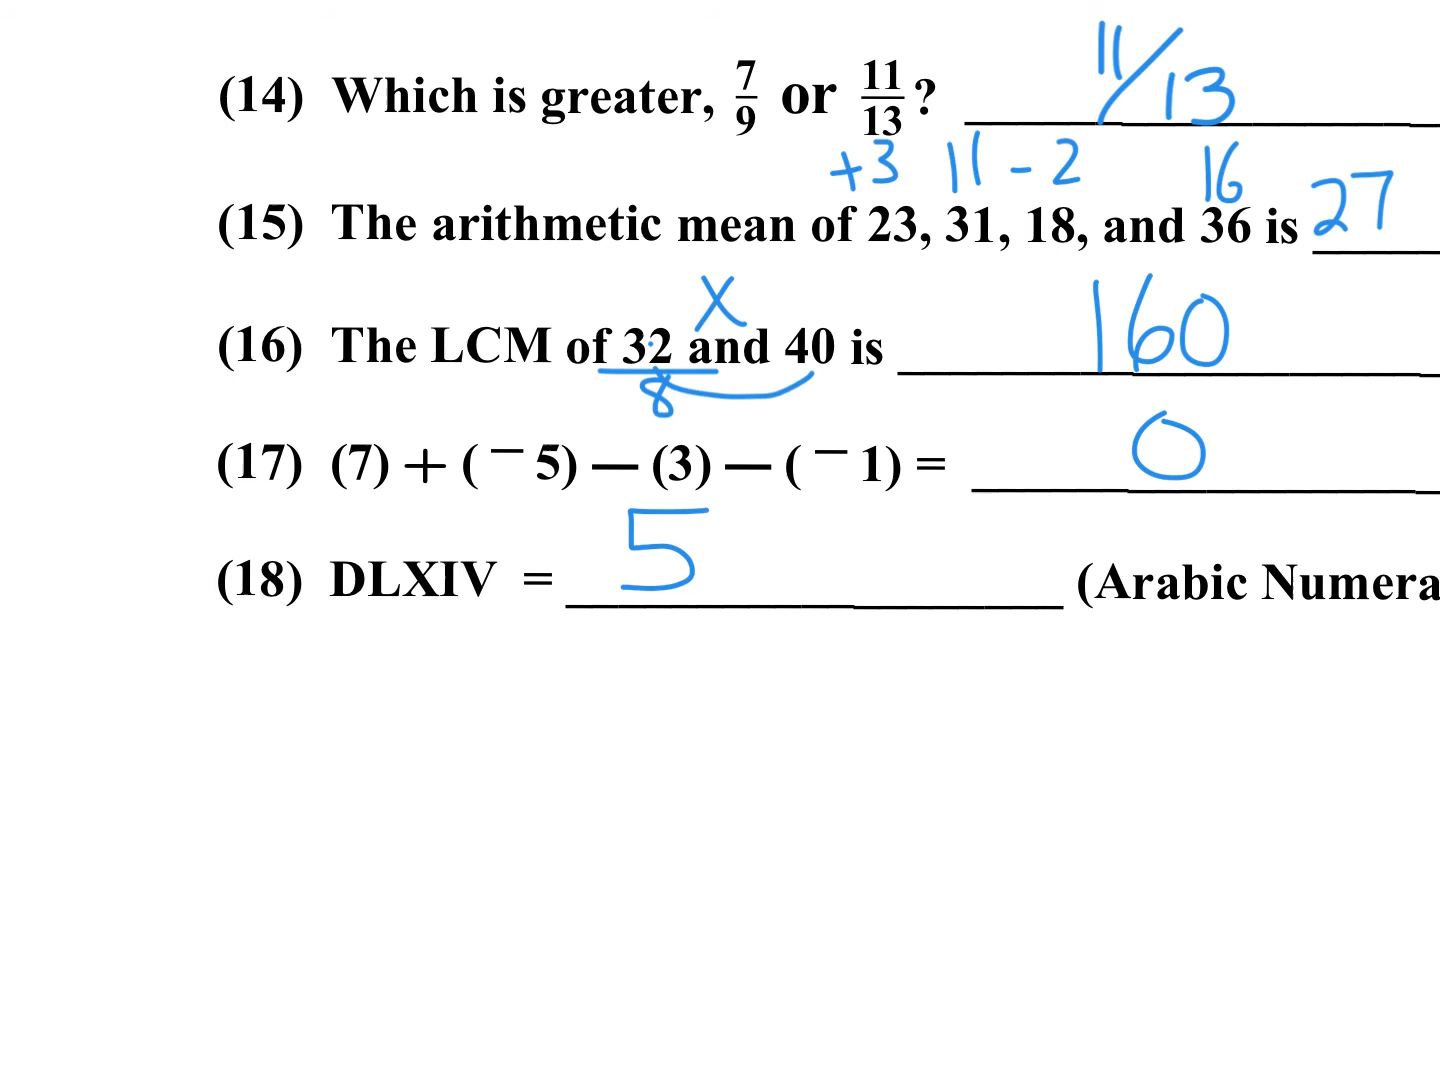 (14) Which is greater, 7/9 or 11/13? 11/13
+3 11 - 2 16
(15) The arithmetic mean of 23, 31, 18, and 36 is 27
x
(16) The LCM of 32 and 40 is 160
8
(17) (7) + (⁻5) — (3) — (⁻1) = 0
(18) DLXIV = 5 (Arabic Numera